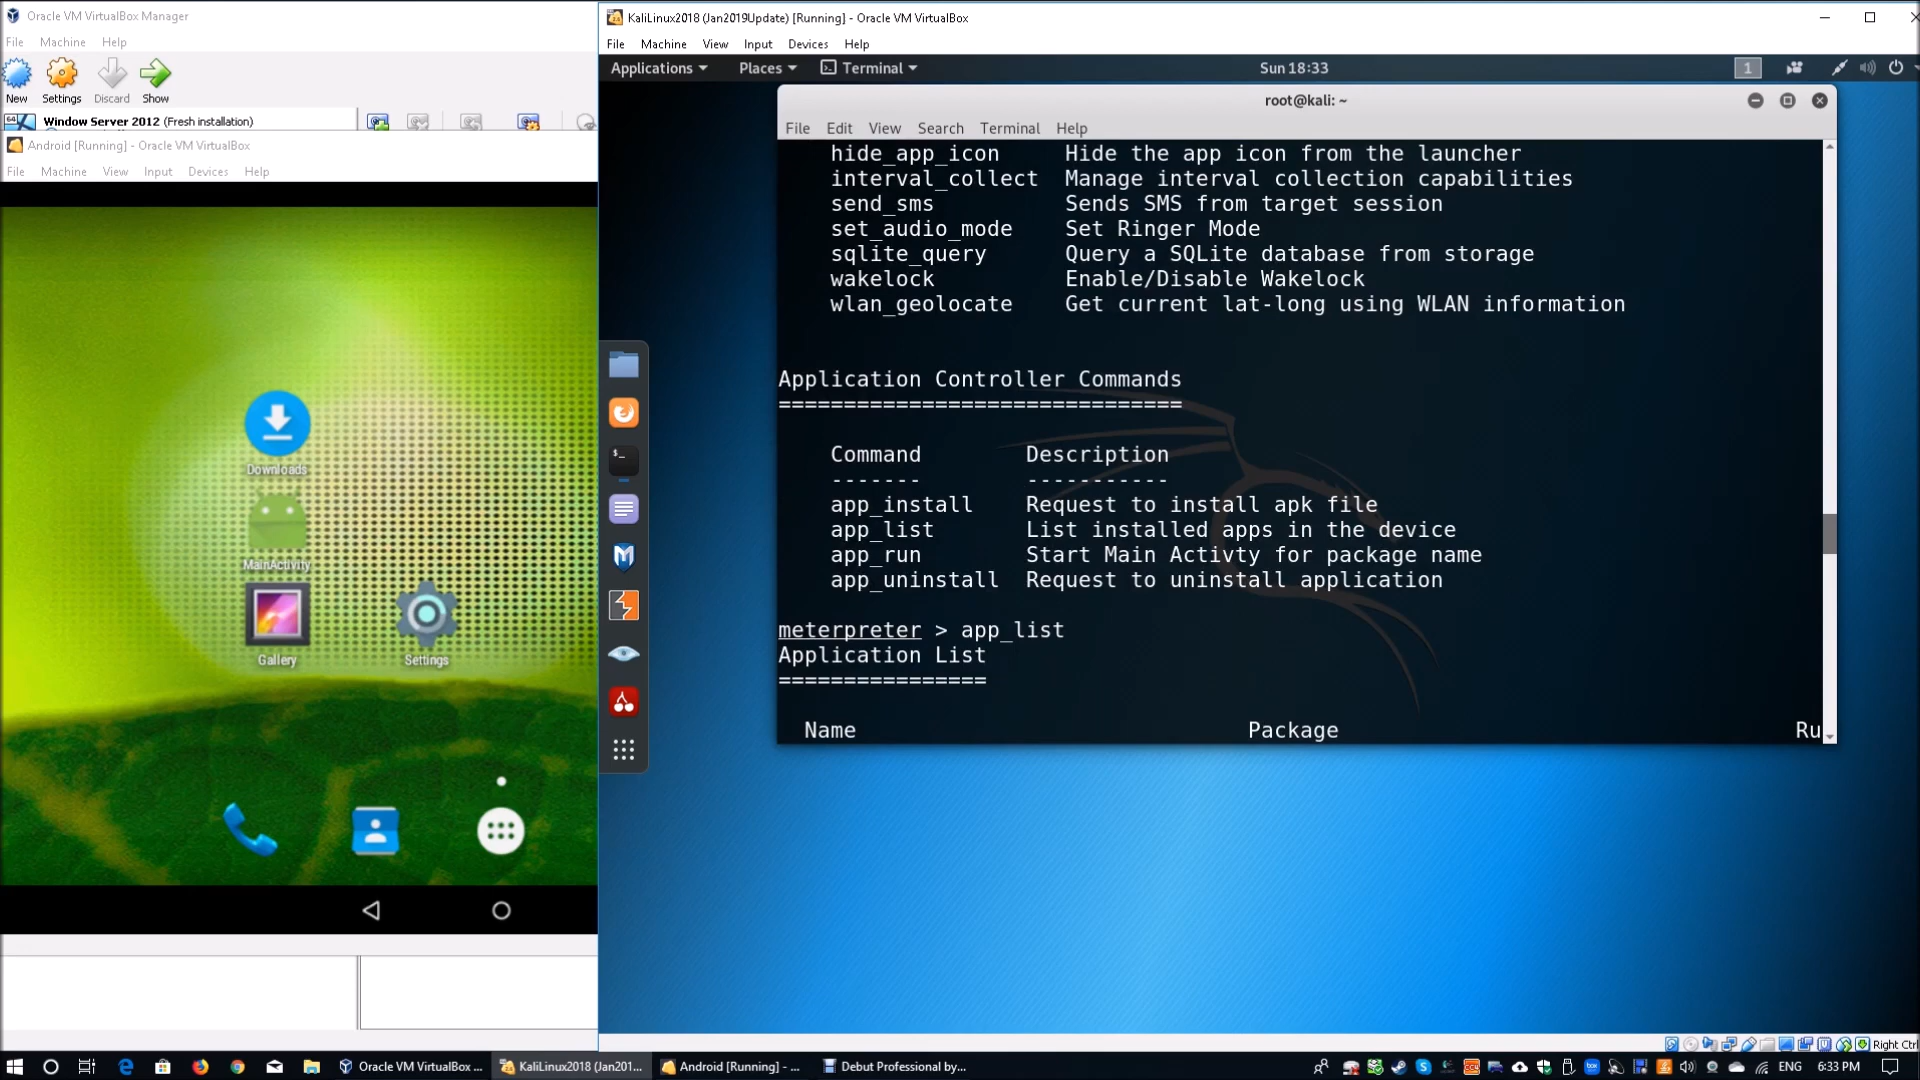 Oracle VM VirtualBox Manager
File Machine Help
New Settings Discard Show
Window Server 2012 (Fresh installation)
Android [Running] - Oracle VM VirtualBox
File Machine View Input Devices Help
Downloads
MainActivity
Gallery
Settings
KaliLinux2018 (Jan2019Update) [Running] - Oracle VM VirtualBox
File Machine View Input Devices Help
Applications Places Terminal Sun 18:33 1
root@kali: ~
File Edit View Search Terminal Help
hide_app_icon Hide the app icon from the launcher
interval_collect Manage interval collection capabilities
send_sms Sends SMS from target session
set_audio_mode Set Ringer Mode
sqlite_query Query a SQLite database from storage
wakelock Enable/Disable Wakelock
wlan_geolocate Get current lat-long using WLAN information
Application Controller Commands
===============================
Command Description
------- -----------
app_install Request to install apk file
app_list List installed apps in the device
app_run Start Main Activty for package name
app_uninstall Request to uninstall application
meterpreter > app_list
Application List
================
Name Package Ru
Right Ctrl
Oracle VM VirtualBox ... KaliLinux2018 (Jan201... Android [Running] - ... Debut Professional by... ENG 6:33 PM